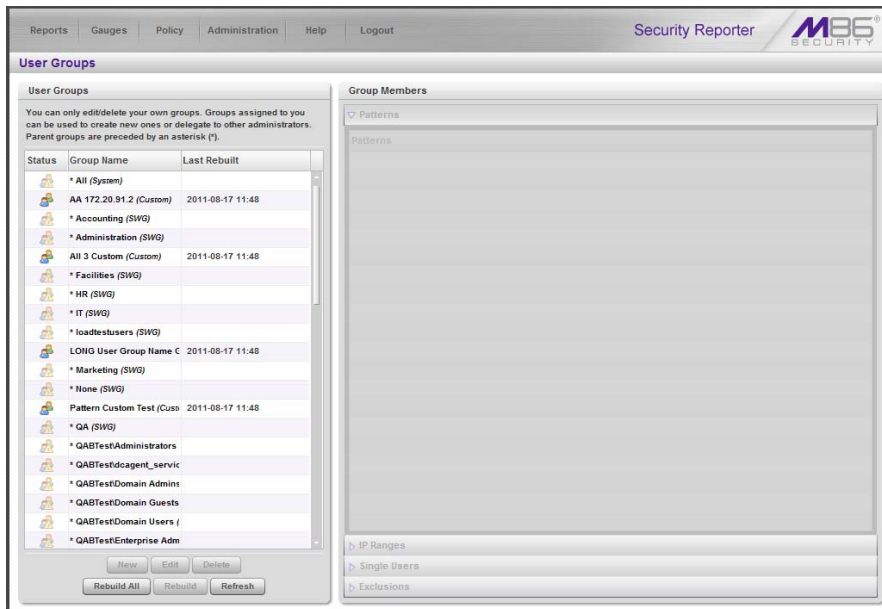 Reports Gauges Policy Administration Help Logout
Security Reporter
M86®
SECURITY
User Groups
User Groups
You can only edit/delete your own groups. Groups assigned to you
can be used to create new ones or delegate to other administrators.
Parent groups are preceded by an asterisk (*).
Status Group Name Last Rebuilt
* All (System)
AA 172.20.91.2 (Custom) 2011-08-17 11:48
* Accounting (SWG)
* Administration (SWG)
All 3 Custom (Custom) 2011-08-17 11:48
* Facilities (SWG)
* HR (SWG)
* IT (SWG)
* loadtestusers (SWG)
LONG User Group Name G 2011-08-17 11:48
* Marketing (SWG)
* None (SWG)
Pattern Custom Test (Custo 2011-08-17 11:48
* QA (SWG)
* QABTest\Administrators
* QABTest\dcagent_servic
* QABTest\Domain Admins
* QABTest\Domain Guests
* QABTest\Domain Users (
* QABTest\Enterprise Adm
New Edit Delete
Rebuild All Rebuild Refresh
Group Members
Patterns
Patterns
IP Ranges
Single Users
Exclusions